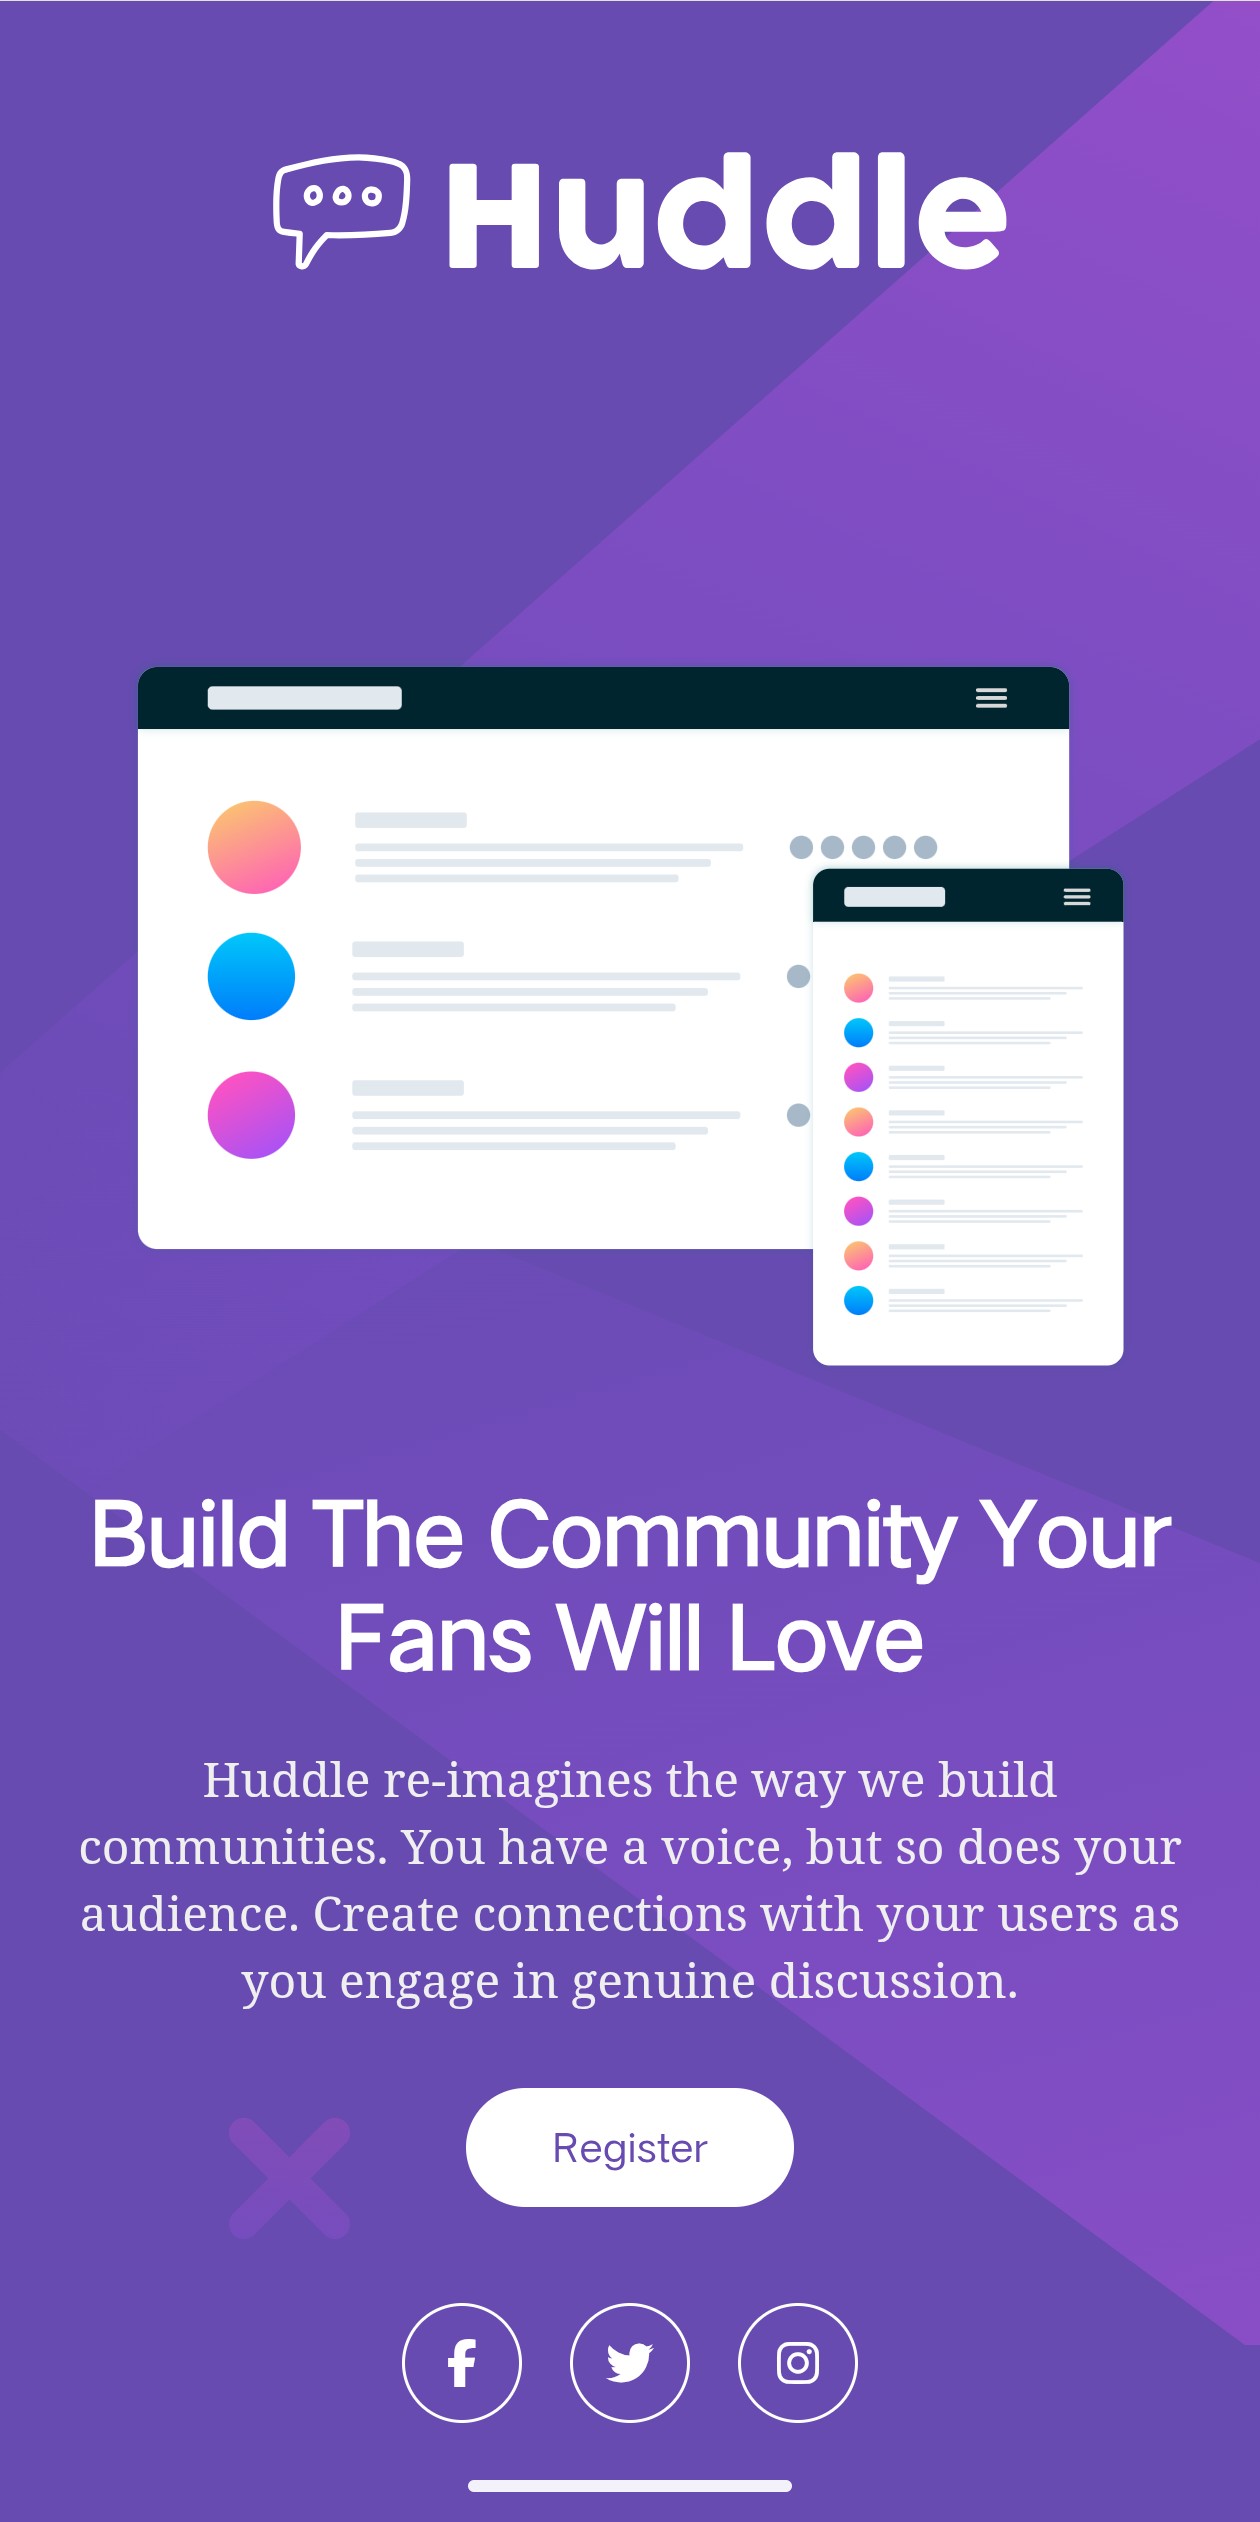 Huddle
Build The Community Your
Fans Will Love
Huddle re-imagines the way we build
communities. You have a voice, but so does your
audience. Create connections with your users as
you engage in genuine discussion.
Register